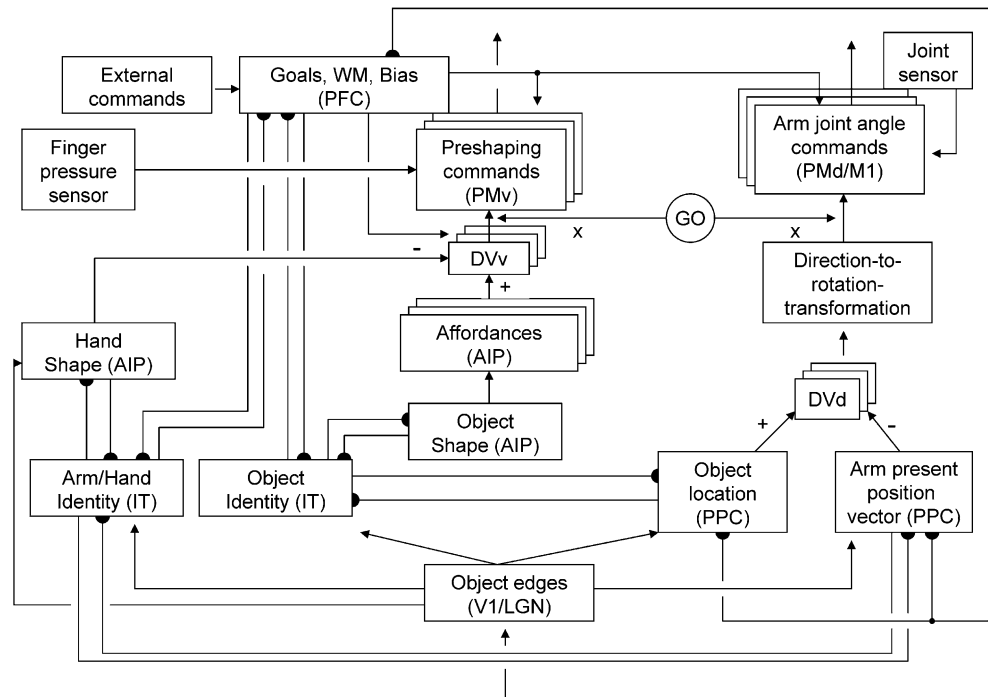 External
commands
Goals, WM, Bias
(PFC)
Joint
sensor
Finger
pressure
sensor
Preshaping
commands
(PMv)
Arm joint angle
commands
(PMd/M1)
GO
x
x
-
DVv
+
Direction-to-
rotation-
transformation
Hand
Shape (AIP)
Affordances
(AIP)
DVd
+
-
Object
Shape (AIP)
Arm/Hand
Identity (IT)
Object
Identity (IT)
Object
location
(PPC)
Arm present
position
vector (PPC)
Object edges
(V1/LGN)